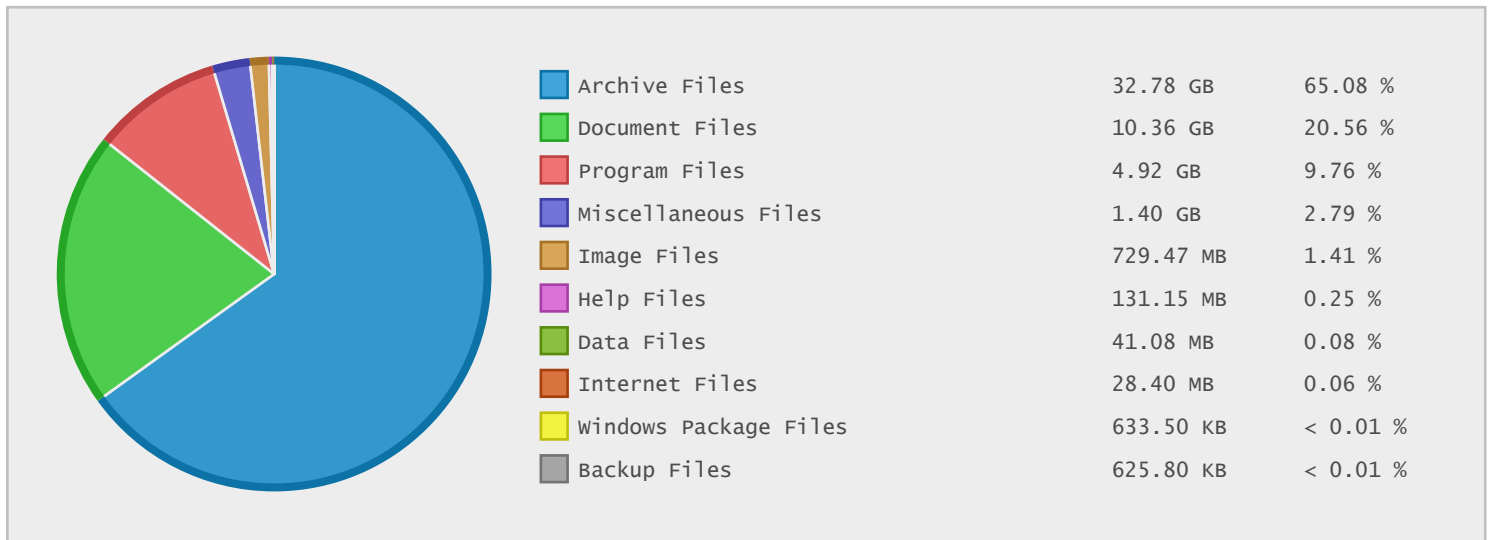 Archive Files 32.78 GB 65.08 %
Document Files 10.36 GB 20.56 %
Program Files 4.92 GB 9.76 %
Miscellaneous Files 1.40 GB 2.79 %
Image Files 729.47 MB 1.41 %
Help Files 131.15 MB 0.25 %
Data Files 41.08 MB 0.08 %
Internet Files 28.40 MB 0.06 %
Windows Package Files 633.50 KB < 0.01 %
Backup Files 625.80 KB < 0.01 %